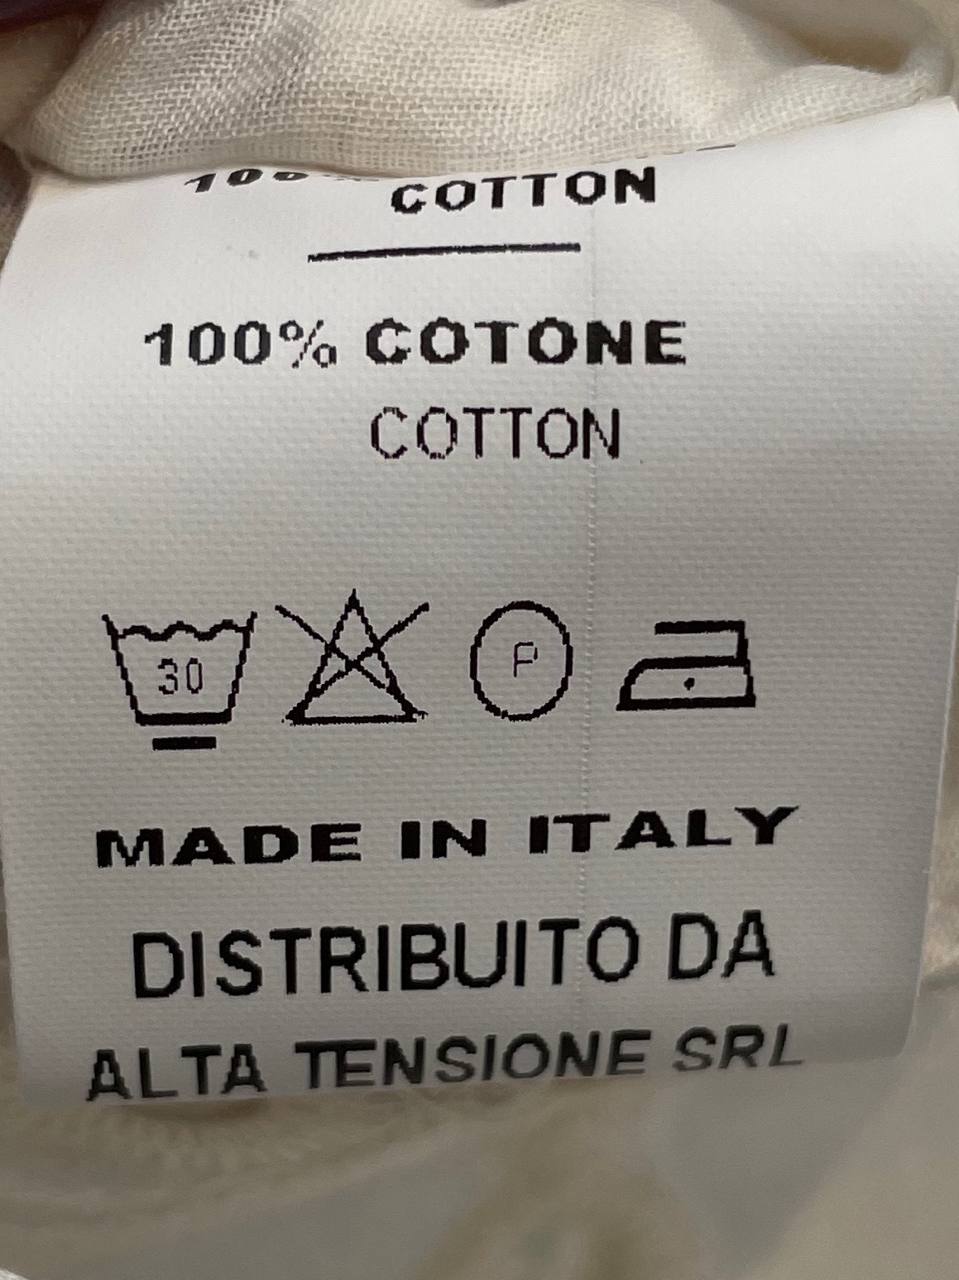 COTTON
100% COTONE
COTTON
30
P
MADE IN ITALY
DISTRIBUITO DA
ALTA TENSIONE SRL